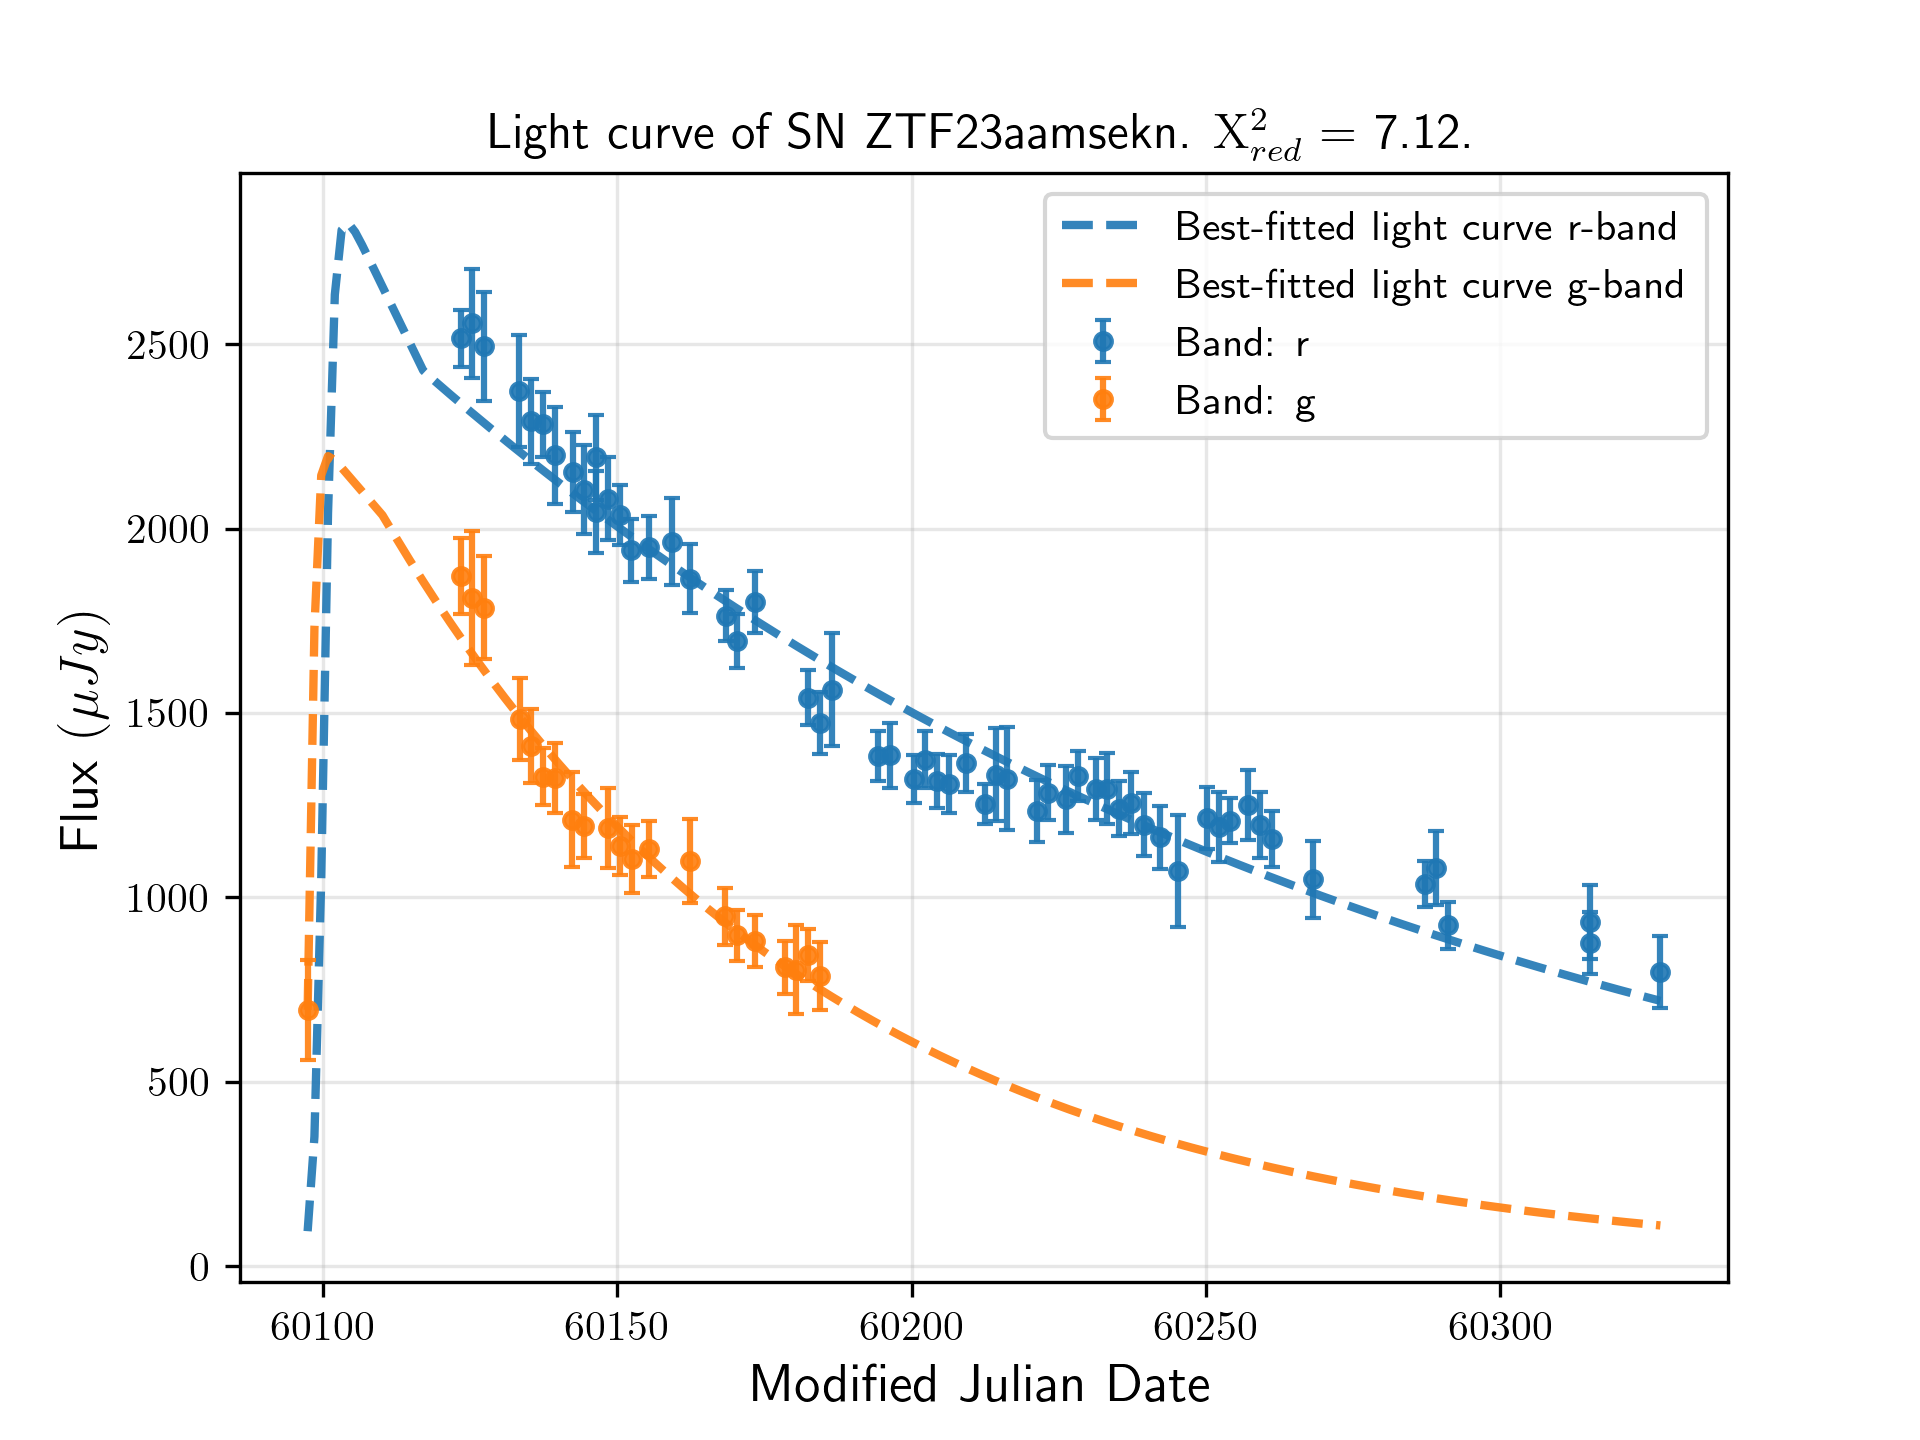 Light curve of SN ZTF23aamsekn. X²_red = 7.12.
Best-fitted light curve r-band
Best-fitted light curve g-band
Band: r
Band: g
Flux (μJy)
2500
2000
1500
1000
500
0
60100 60150 60200 60250 60300
Modified Julian Date